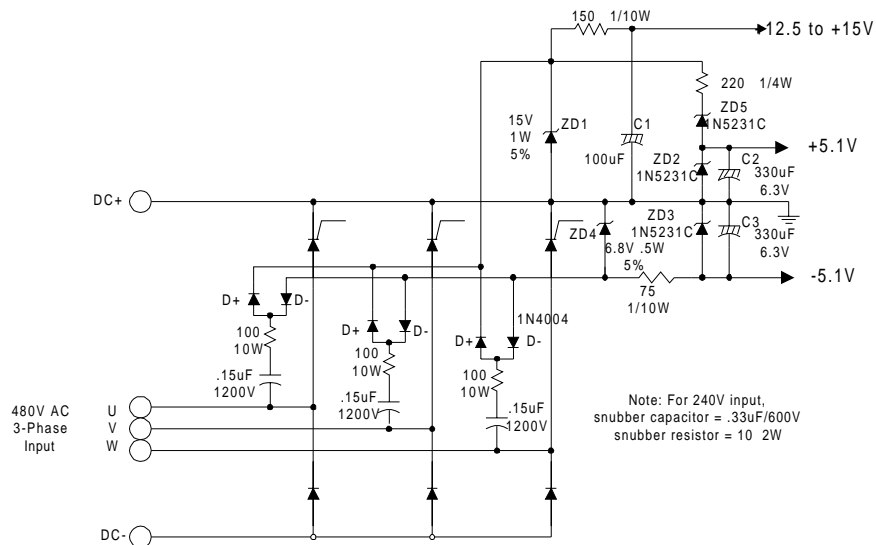 150 1/10W
12.5 to +15V
220 1/4W
ZD5
1N5231C
15V
1W
5%
ZD1
C1
100uF
+5.1V
ZD2
1N5231C
C2
330uF
6.3V
DC+
ZD3
1N5231C
C3
330uF
6.3V
ZD4
6.8V .5W
5%
75
1/10W
-5.1V
D+ D-
100
10W
.15uF
1200V
D+ D-
100
10W
.15uF
1200V
1N4004
D+ D-
100
10W
.15uF
1200V
480V AC
3-Phase
Input
U
V
W
Note: For 240V input,
snubber capacitor = .33uF/600V
snubber resistor = 10 2W
DC-